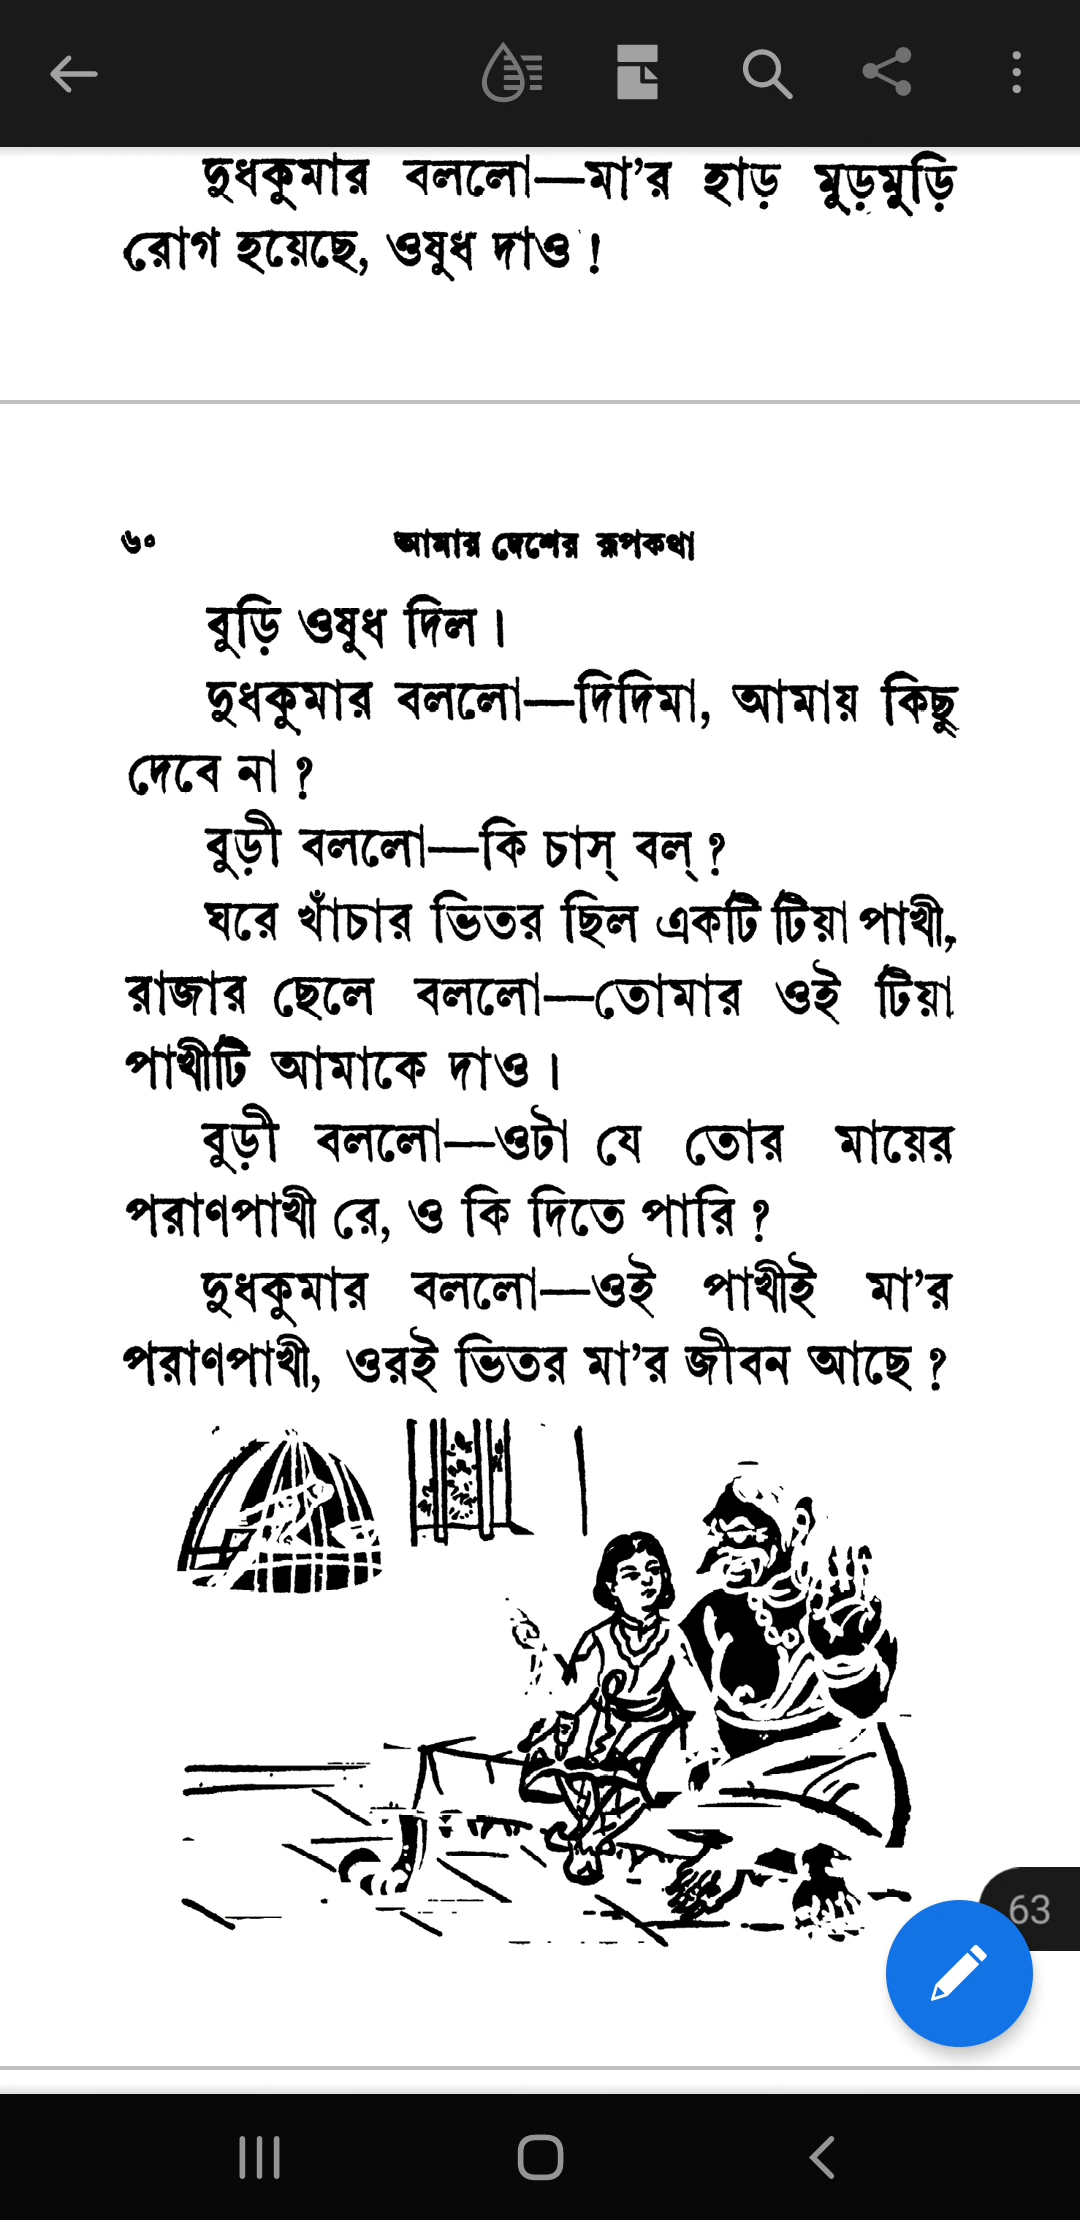 দুধকুমার বললো—মা’র হাড় মুড়মুড়ি
রোগ হয়েছে, ওষুধ দাও !
৬০ আমার দেশের রূপকথা
বুড়ি ওষুধ দিল ।
দুধকুমার বললো—দিদিমা, আমায় কিছু
দেবে না ?
বুড়ী বললো—কি চাস্ বল্ ?
ঘরে খাঁচার ভিতর ছিল একটি টিয়া পাখী,
রাজার ছেলে বললো—তোমার ওই টিয়া
পাখীটি আমাকে দাও ।
বুড়ী বললো—ওটা যে তোর মায়ের
পরাণপাখী রে, ও কি দিতে পারি ?
দুধকুমার বললো—ওই পাখীই মা’র
পরাণপাখী, ওরই ভিতর মা’র জীবন আছে ?
63